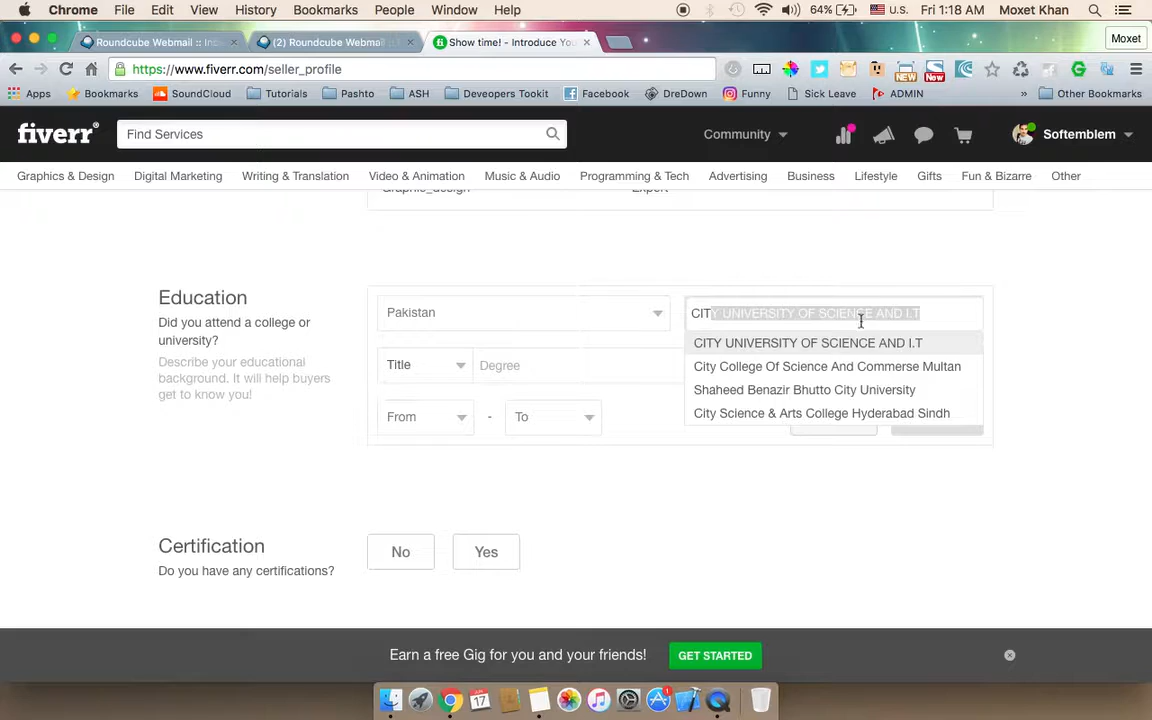 Chrome File Edit View History Bookmarks People Window Help 64% U.S. Fri 1:18 AM Moxet Khan
Roundcube Webmail :: Inc × (2) Roundcube Webma × Show time! - Introduce You × Moxet
https://www.fiverr.com/seller_profile
Apps Bookmarks SoundCloud Tutorials Pashto ASH Deveopers Tookit Facebook DreDown Funny Sick Leave ADMIN » Other Bookmarks
fiverr Find Services Community Softemblem
Graphics & Design Digital Marketing Writing & Translation Video & Animation Music & Audio Programming & Tech Advertising Business Lifestyle Gifts Fun & Bizarre Other
Graphic_design Expert
Education
Did you attend a college or
university?
Describe your educational
background. It will help buyers
get to know you!
Pakistan CITY UNIVERSITY OF SCIENCE AND I.T
CITY UNIVERSITY OF SCIENCE AND I.T
City College Of Science And Commerse Multan
Shaheed Benazir Bhutto City University
City Science & Arts College Hyderabad Sindh
Title Degree
From - To
Certification
Do you have any certifications?
No Yes
Earn a free Gig for you and your friends! GET STARTED